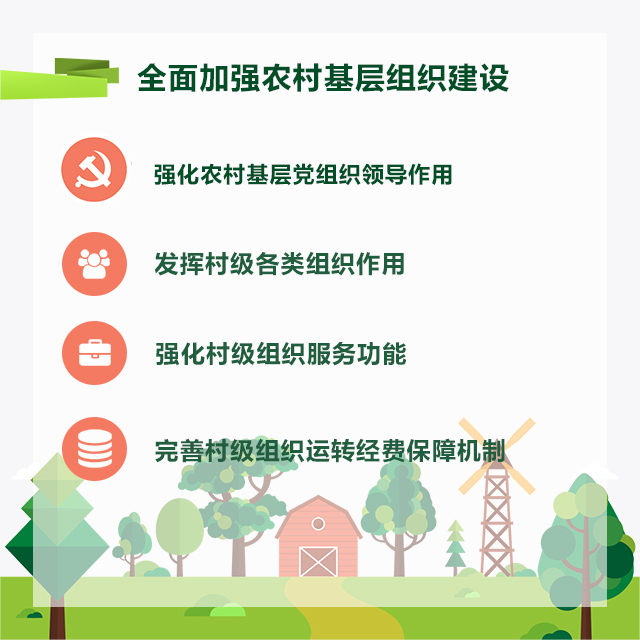 全面加强农村基层组织建设
强化农村基层党组织领导作用
发挥村级各类组织作用
强化村级组织服务功能
完善村级组织运转经费保障机制